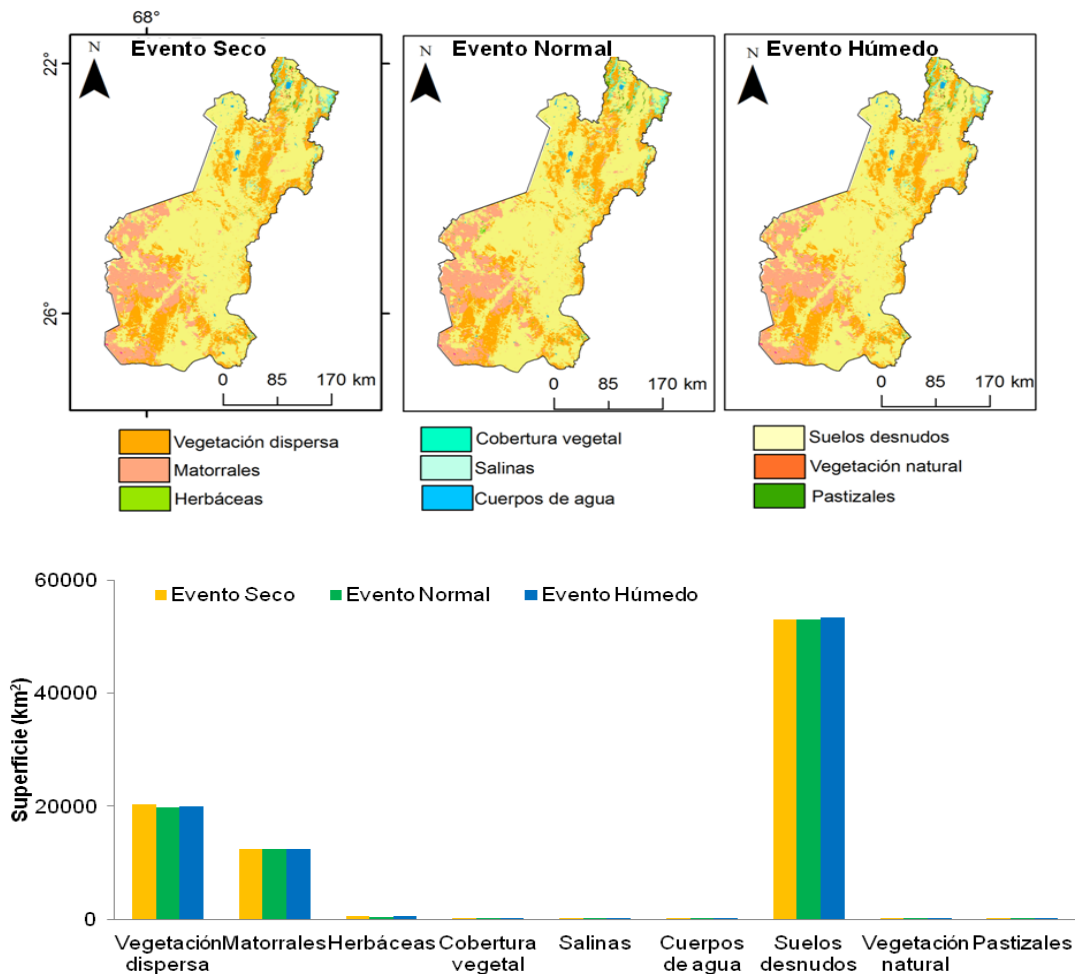 68°
22°
26°
N
Evento Seco
0 85 170 km
N
Evento Normal
0 85 170 km
N
Evento Húmedo
0 85 170 km
Vegetación dispersa
Matorrales
Herbáceas
Cobertura vegetal
Salinas
Cuerpos de agua
Suelos desnudos
Vegetación natural
Pastizales
Superficie (km²)
60000
40000
20000
0
Evento Seco
Evento Normal
Evento Húmedo
Vegetación dispersa
Matorrales
Herbáceas
Cobertura vegetal
Salinas
Cuerpos de agua
Suelos desnudos
Vegetación natural
Pastizales